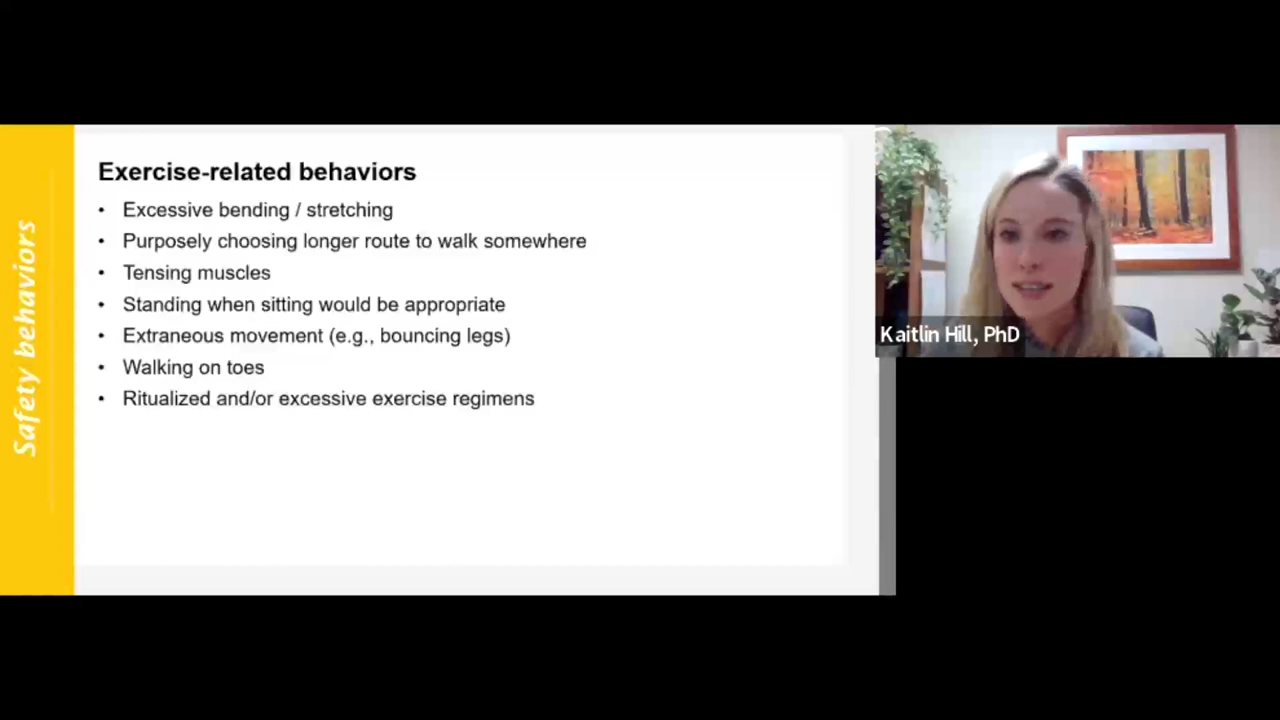 Safety behaviors
Exercise-related behaviors
• Excessive bending / stretching
• Purposely choosing longer route to walk somewhere
• Tensing muscles
• Standing when sitting would be appropriate
• Extraneous movement (e.g., bouncing legs)
• Walking on toes
• Ritualized and/or excessive exercise regimens
Kaitlin Hill, PhD